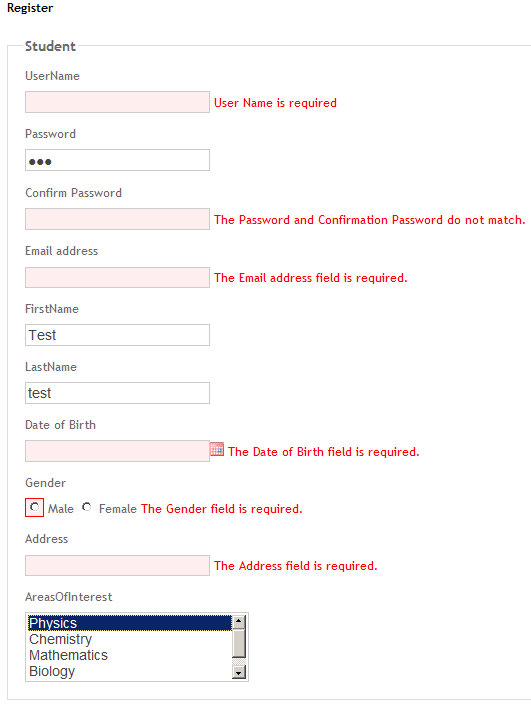 Register
Student
UserName
User Name is required
Password
●●●
Confirm Password
The Password and Confirmation Password do not match.
Email address
The Email address field is required.
FirstName
Test
LastName
test
Date of Birth
The Date of Birth field is required.
Gender
Male Female The Gender field is required.
Address
The Address field is required.
AreasOfInterest
Physics
Chemistry
Mathematics
Biology